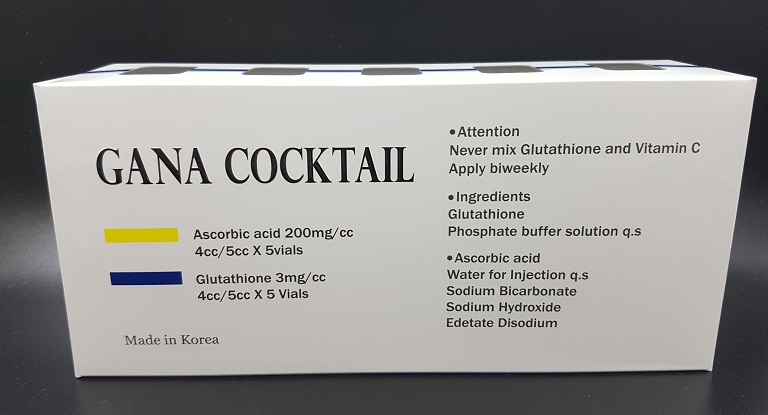 GANA COCKTAIL
Ascorbic acid 200mg/cc
4cc/5cc X 5vials
Glutathione 3mg/cc
4cc/5cc X 5 Vials
Made in Korea
•Attention
Never mix Glutathione and Vitamin C
Apply biweekly
•Ingredients
Glutathione
Phosphate buffer solution q.s
•Ascorbic acid
Water for Injection q.s
Sodium Bicarbonate
Sodium Hydroxide
Edetate Disodium